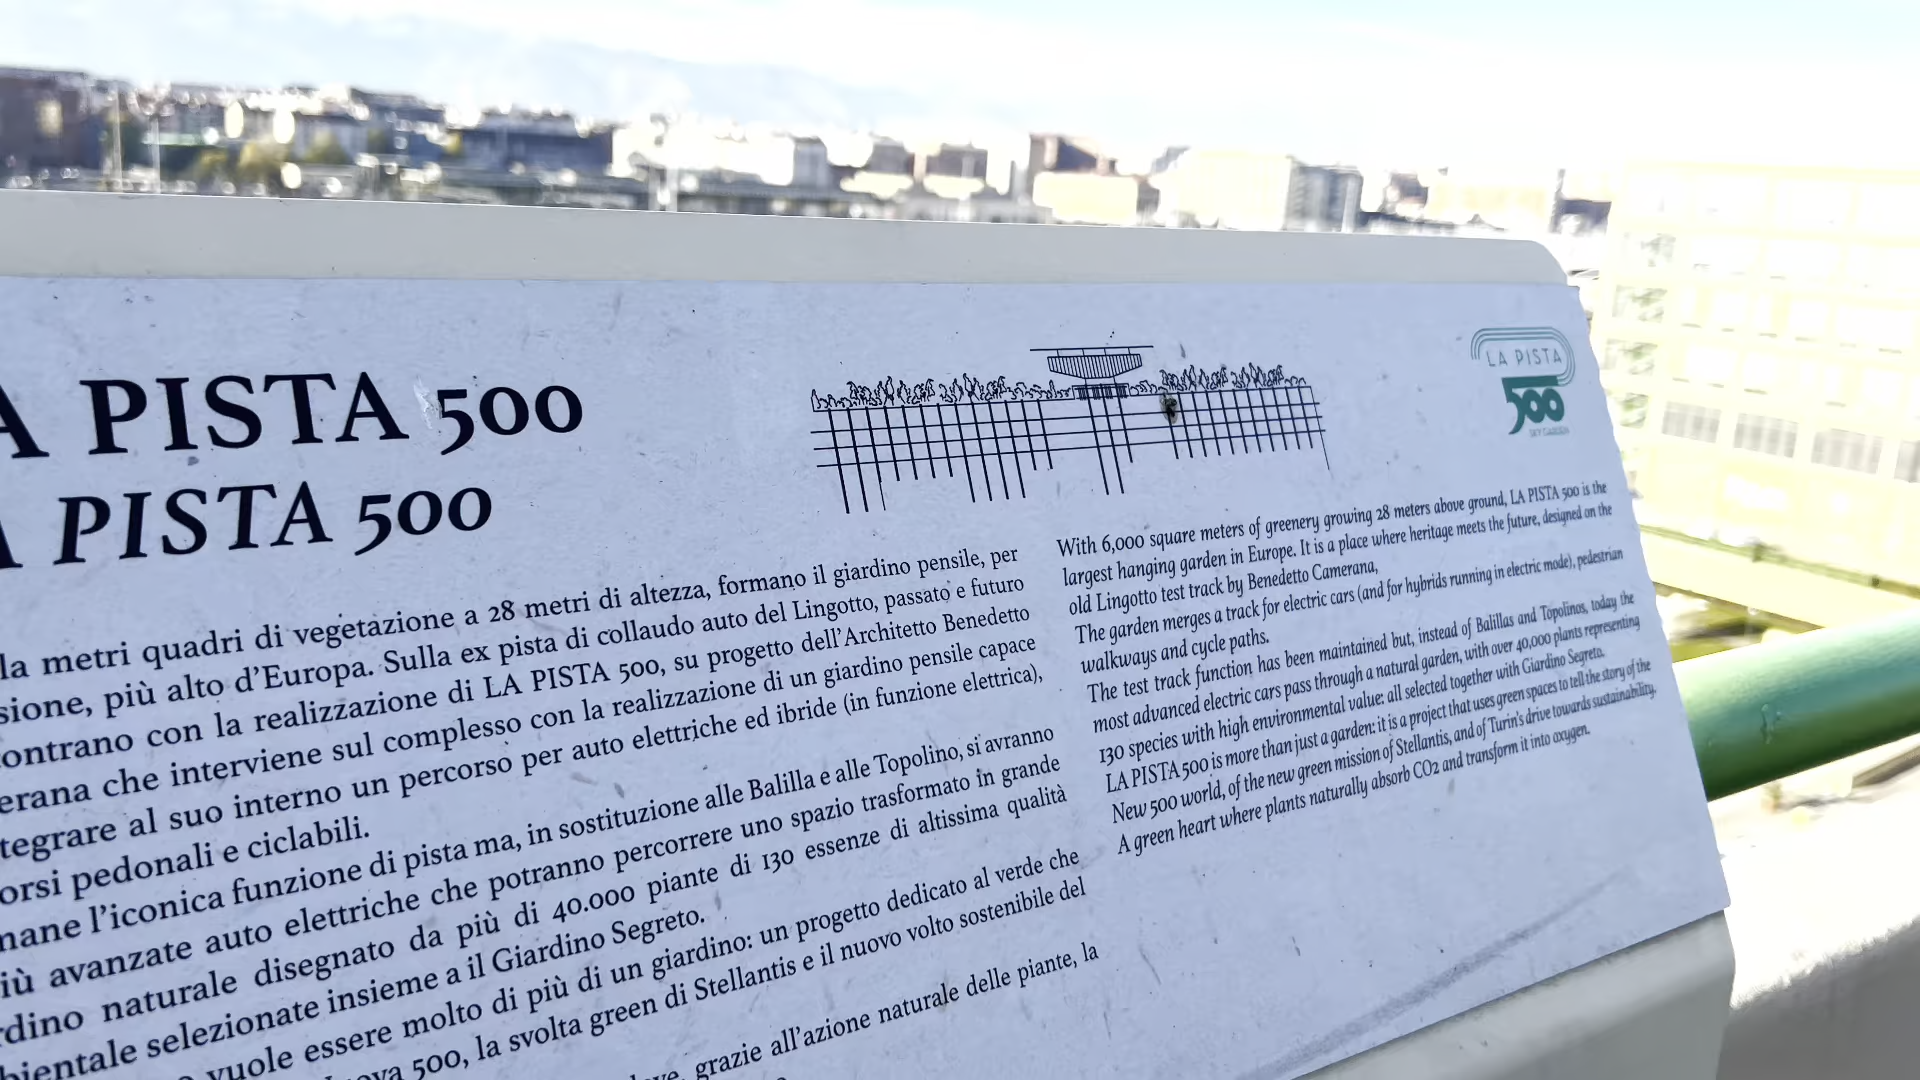 A PISTA 500
A PISTA 500
la metri quadri di vegetazione a 28 metri di altezza, formano il giardino pensile, per
sione, più alto d'Europa. Sulla ex pista di collaudo auto del Lingotto, passato e futuro
ontrano con la realizzazione di LA PISTA 500, su progetto dell'Architetto Benedetto
erana che interviene sul complesso con la realizzazione di un giardino pensile capace
tegrare al suo interno un percorso per auto elettriche ed ibride (in funzione elettrica),
orsi pedonali e ciclabili.
mane l'iconica funzione di pista ma, in sostituzione alle Balilla e alle Topolino, si avranno
iù avanzate auto elettriche che potranno percorrere uno spazio trasformato in grande
rdino naturale disegnato da più di 40.000 piante di 130 essenze di altissima qualità
bientale selezionate insieme a il Giardino Segreto.
vuole essere molto di più di un giardino: un progetto dedicato al verde che
ova 500, la svolta green di Stellantis e il nuovo volto sostenibile del
grazie all'azione naturale delle piante, la
With 6,000 square meters of greenery growing 28 meters above ground, LA PISTA 500 is the
largest hanging garden in Europe. It is a place where heritage meets the future, designed on the
old Lingotto test track by Benedetto Camerana,
The garden merges a track for electric cars (and for hybrids running in electric mode), pedestrian
walkways and cycle paths.
The test track function has been maintained but, instead of Balillas and Topolinos, today the
most advanced electric cars pass through a natural garden, with over 40,000 plants representing
130 species with high environmental value: all selected together with Giardino Segreto.
LA PISTA 500 is more than just a garden: it is a project that uses green spaces to tell the story of the
New 500 world, of the new green mission of Stellantis, and of Turin's drive towards sustainability.
A green heart where plants naturally absorb CO2 and transform it into oxygen.
LA PISTA
500